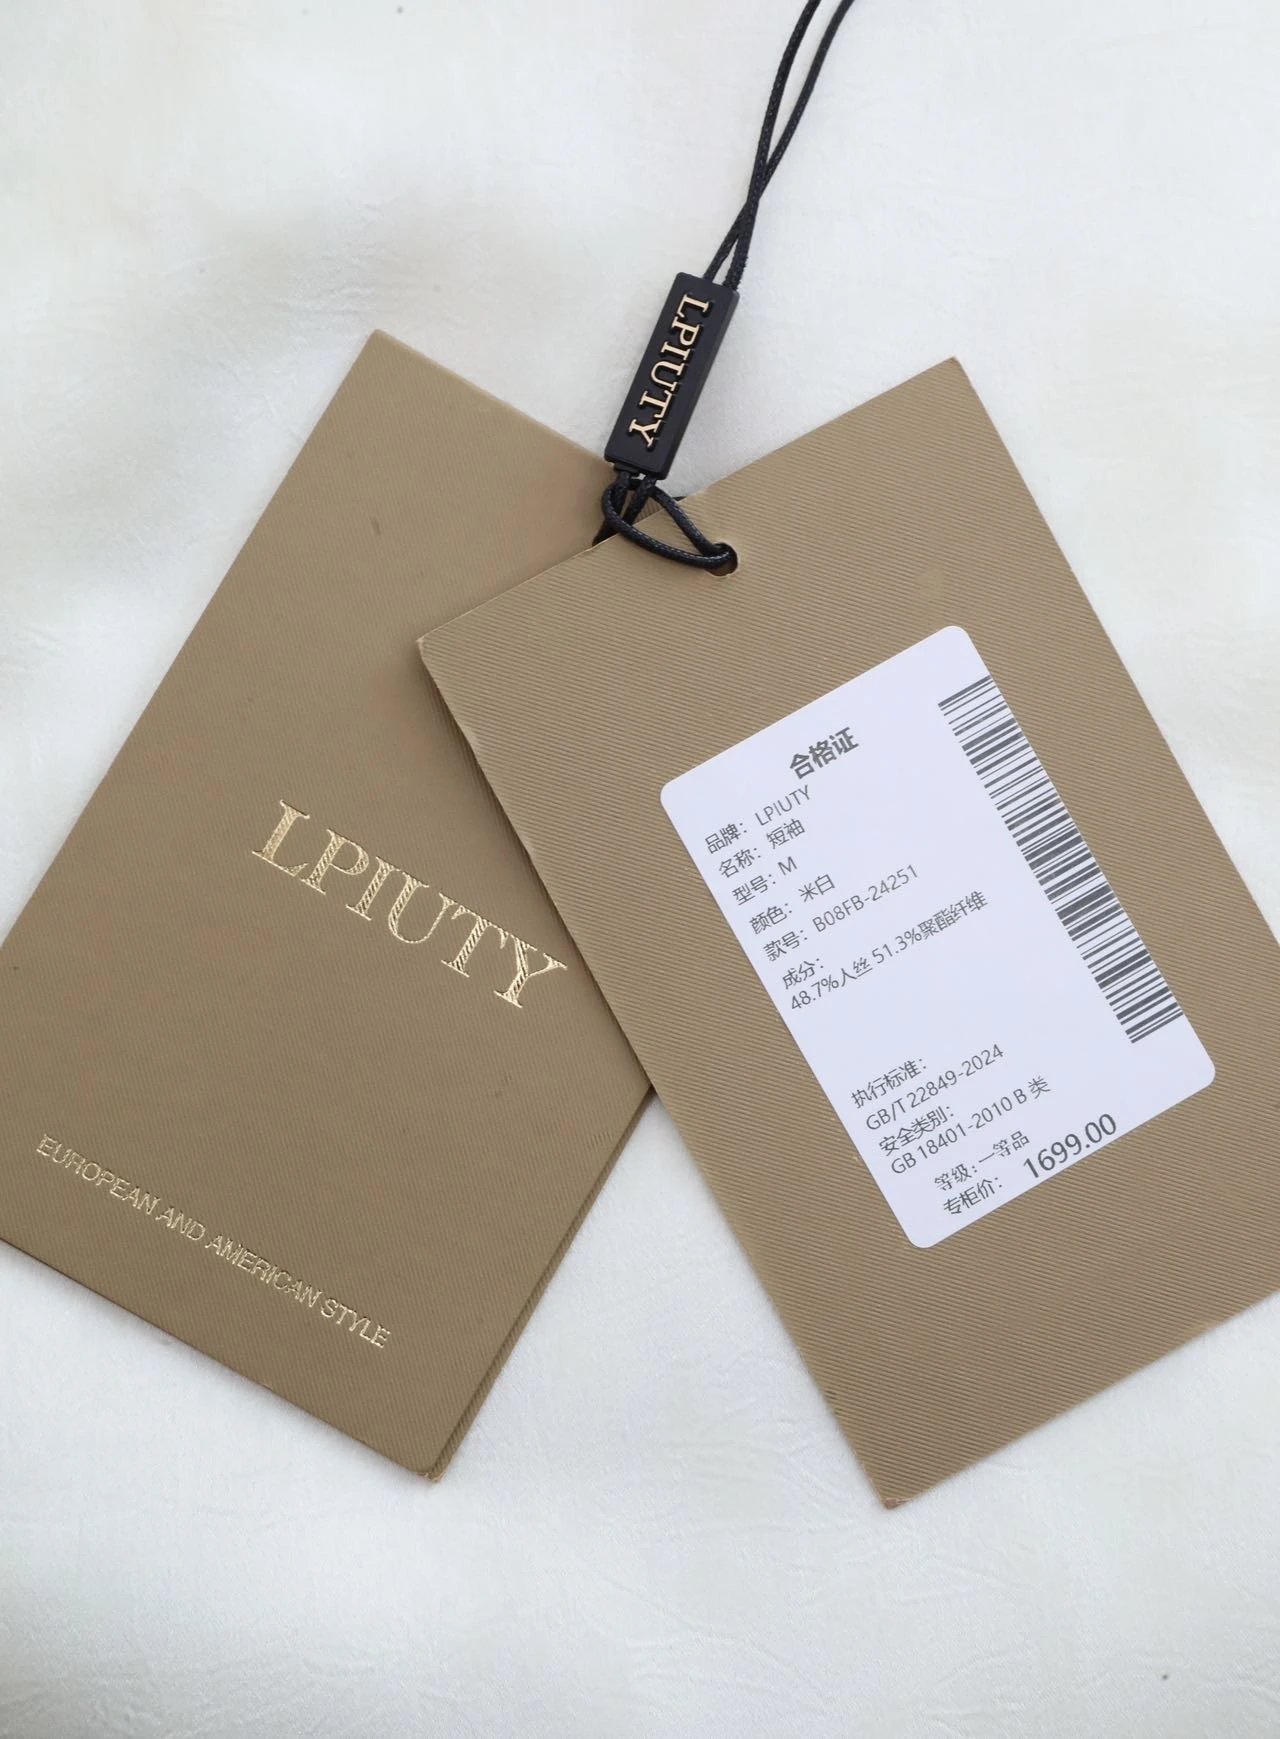 LPIUTY
LPIUTY
EUROPEAN AND AMERICAN STYLE
合格证
品牌：LPIUTY
名称：短袖
型号：M
颜色：米白
款号：B08FB-24251
成分：
48.7%人丝 51.3%聚酯纤维
执行标准：
GB/T 22849-2024
安全类别：
GB 18401-2010 B 类
等级：一等品
专柜价：1699.00